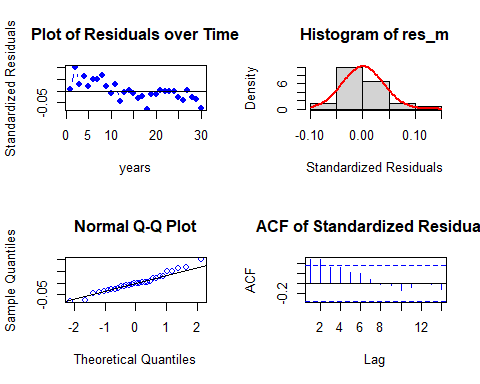 Plot of Residuals over Time
Standardized Residuals
-0.05
0 5 10 15 20 25 30
years
Histogram of res_m
Density
0 6
-0.10 0.00 0.10
Standardized Residuals
Normal Q-Q Plot
Sample Quantiles
-0.05
-2 -1 0 1 2
Theoretical Quantiles
ACF of Standardized Residua
ACF
-0.2
2 4 6 8 12
Lag